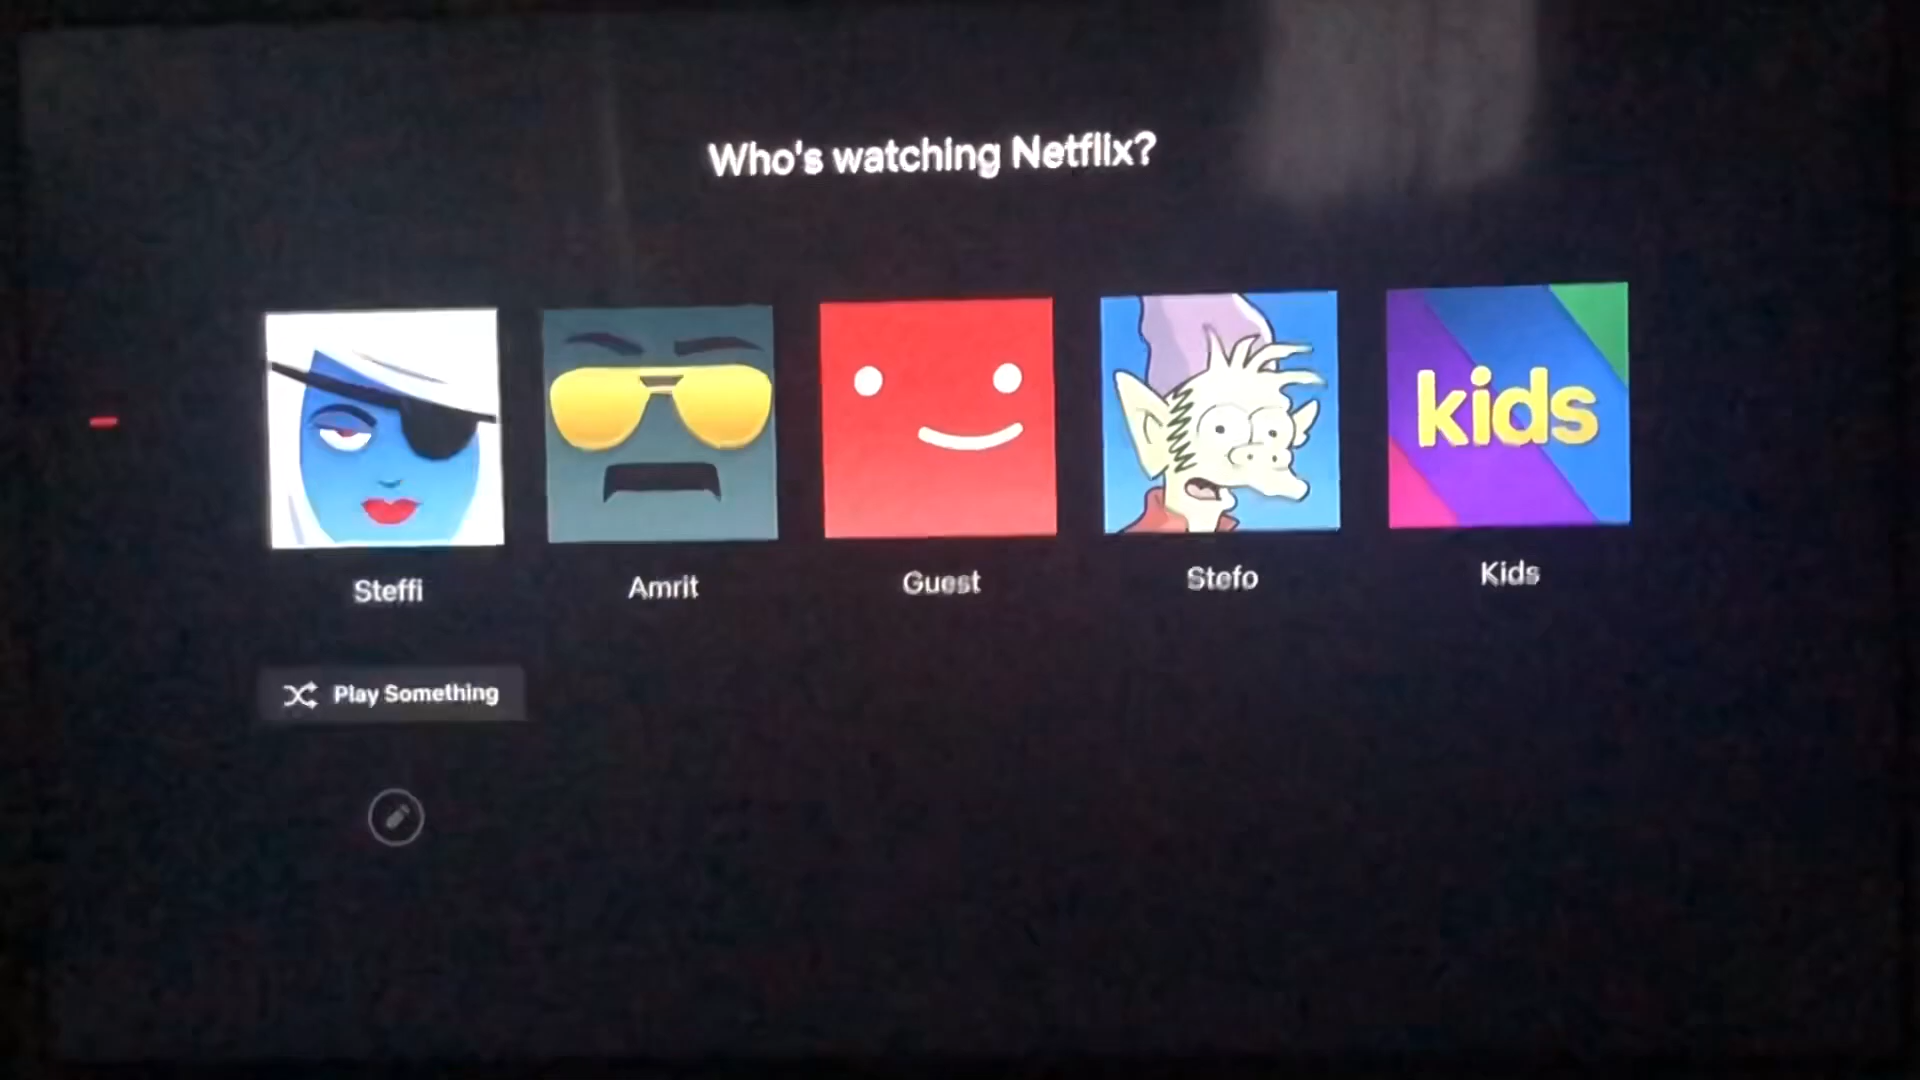 Who's watching Netflix?
kids
Steffi
Amrit
Guest
Stefo
Kids
Play Something